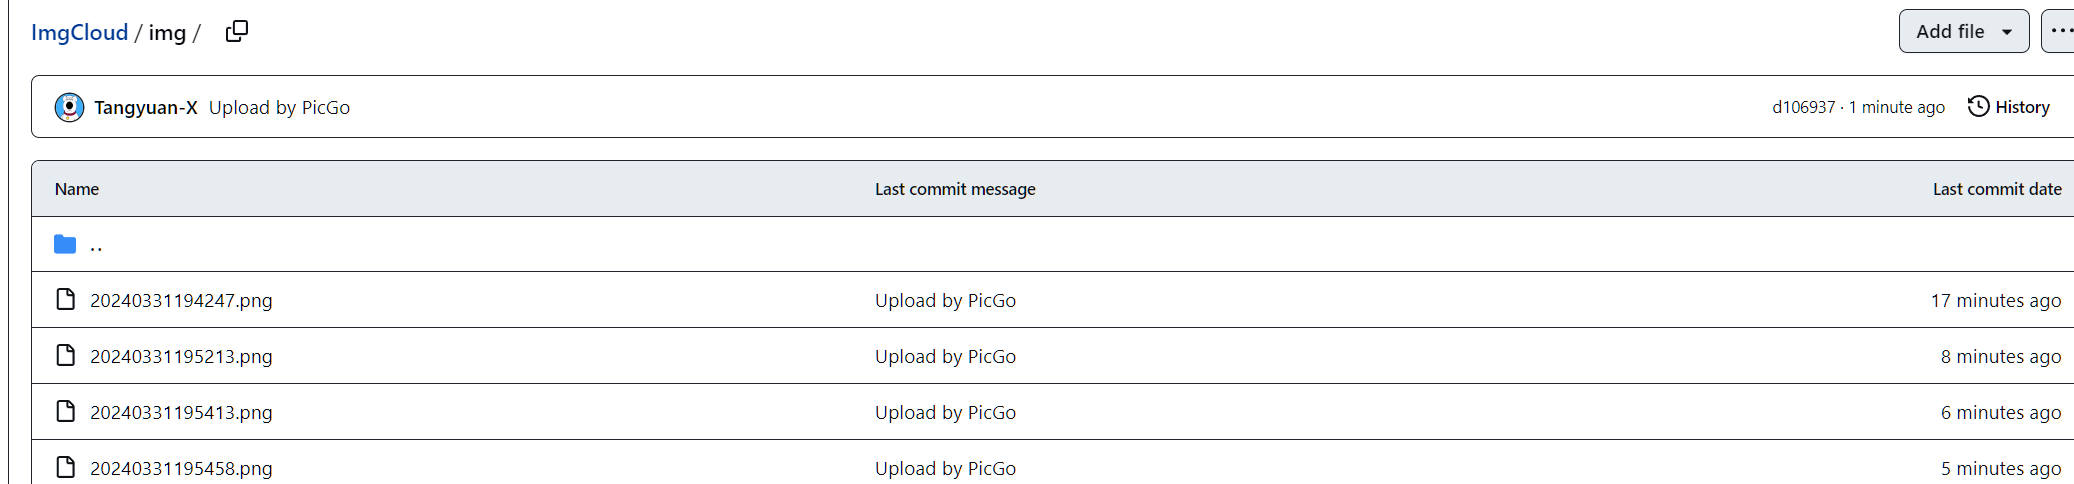 ImgCloud / img /
Add file
Tangyuan-X Upload by PicGo d106937 · 1 minute ago History
Name Last commit message Last commit date
..
20240331194247.png Upload by PicGo 17 minutes ago
20240331195213.png Upload by PicGo 8 minutes ago
20240331195413.png Upload by PicGo 6 minutes ago
20240331195458.png Upload by PicGo 5 minutes ago